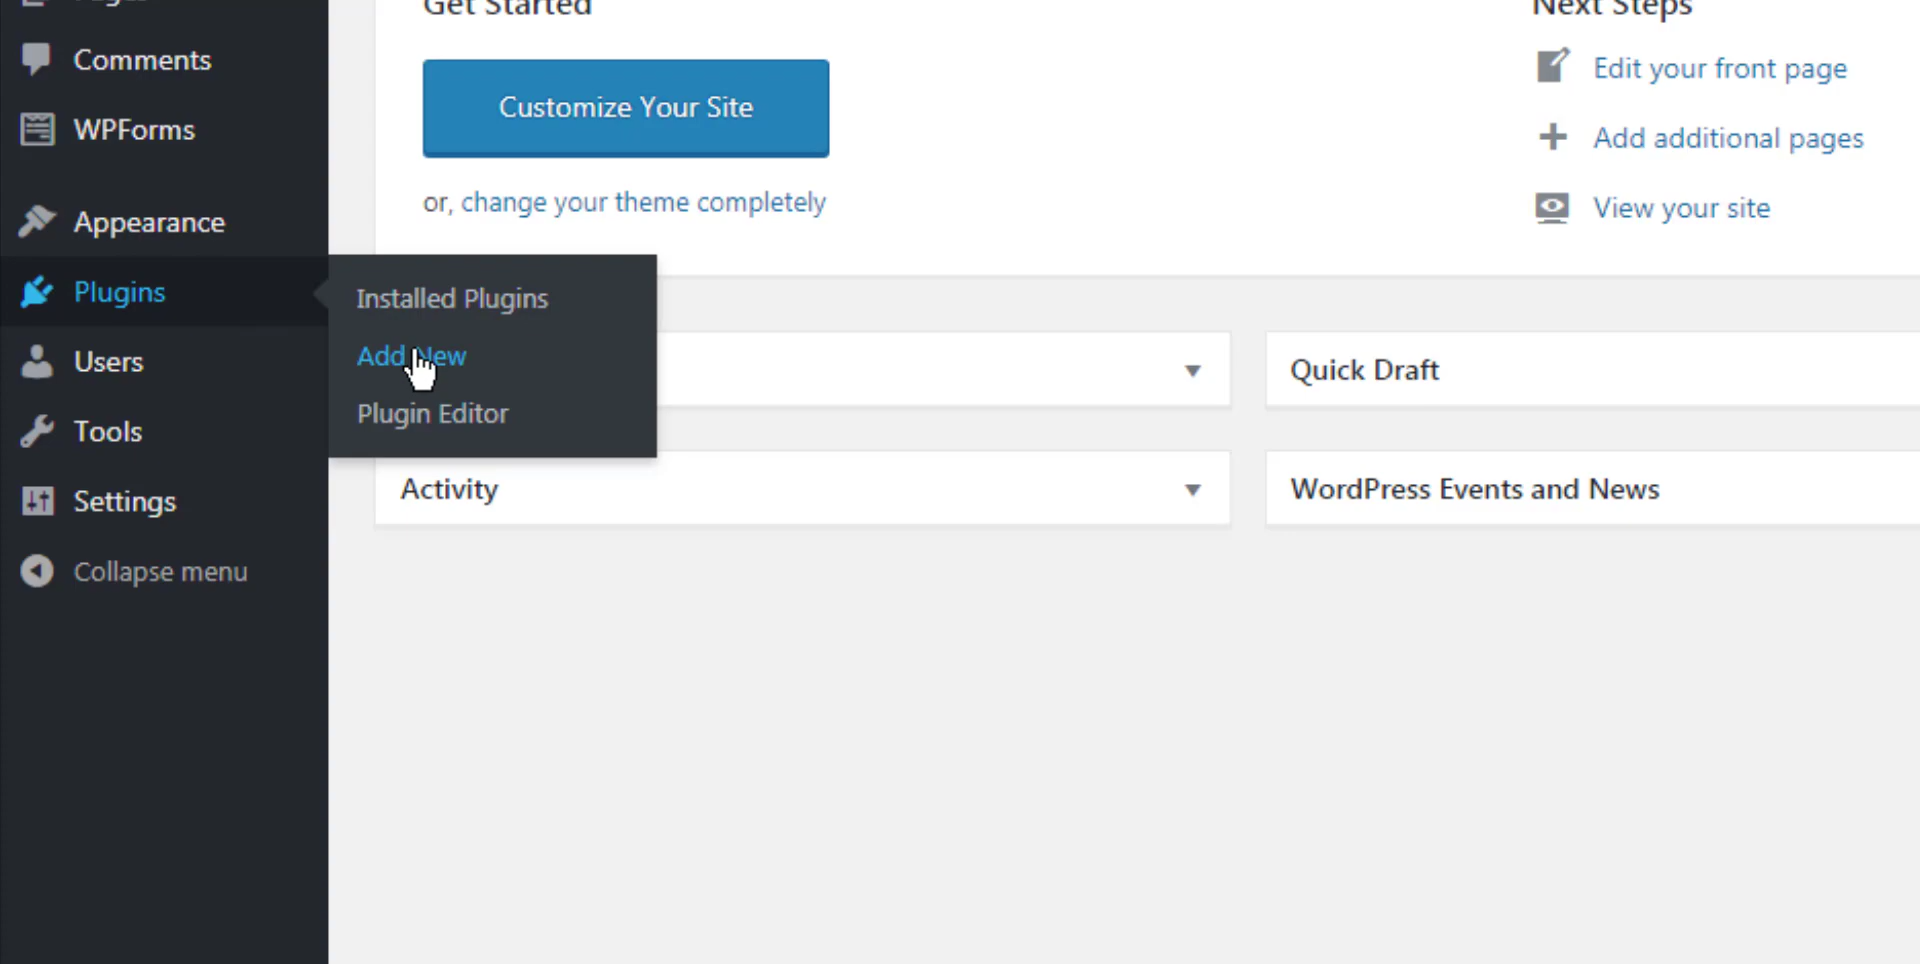 Pages
Comments
WPForms
Appearance
Plugins
Users
Tools
Settings
Collapse menu
Installed Plugins
Add New
Plugin Editor
Get Started
Customize Your Site
or, change your theme completely
Next Steps
Edit your front page
Add additional pages
View your site
Quick Draft
Activity
WordPress Events and News